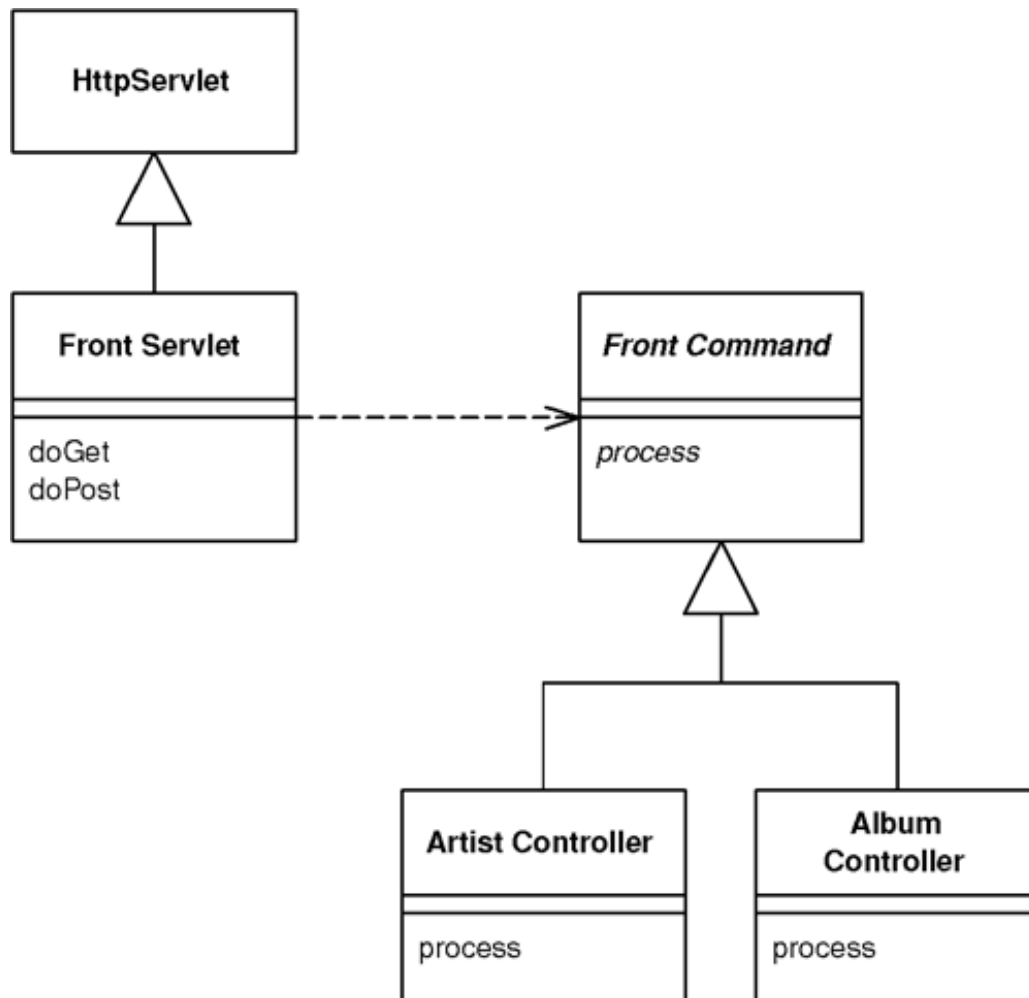 HttpServlet
Front Servlet
doGet
doPost
Front Command
process
Artist Controller
process
Album
Controller
process